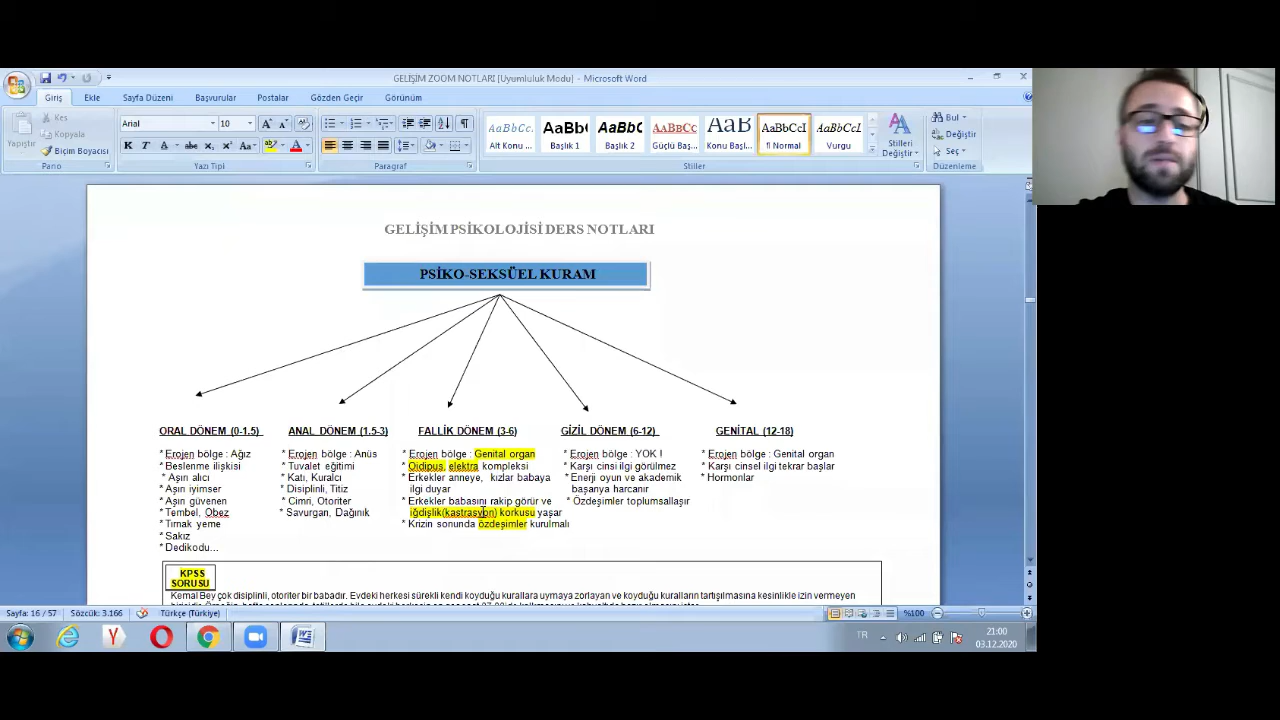 GELİŞİM ZOOM NOTLARI [Uyumluluk Modu] - Microsoft Word
Giriş Ekle Sayfa Düzeni Başvurular Postalar Gözden Geçir Görünüm
Yapıştır
Kes
Kopyala
Biçim Boyacısı
Pano
Arial 10
Yazı Tipi
Paragraf
AaBbCc. Alt Konu ...
AaBbC Başlık 1
AaBbCc Başlık 2
AaBbCc Güçlü Baş...
AaB Konu Başl...
AaBbCcI ¶ Normal
AaBbCcL Vurgu
Stilleri Değiştir
Stiller
Bul
Değiştir
Seç
Düzenleme
GELİŞİM PSİKOLOJİSİ DERS NOTLARI
PSİKO-SEKSÜEL KURAM
ORAL DÖNEM (0-1.5)
* Erojen bölge : Ağız
* Beslenme ilişkisi
* Aşırı alıcı
* Aşırı iyimser
* Aşırı güvenen
* Tembel, Obez
* Tırnak yeme
* Sakız
* Dedikodu...
ANAL DÖNEM (1.5-3)
* Erojen bölge : Anüs
* Tuvalet eğitimi
* Katı, Kuralcı
* Disiplinli, Titiz
* Cimri, Otoriter
* Savurgan, Dağınık
FALLİK DÖNEM (3-6)
* Erojen bölge : Genital organ
* Oidipus, elektra kompleksi
* Erkekler anneye, kızlar babaya
ilgi duyar
* Erkekler babasını rakip görür ve
iğdişlik(kastrasyon) korkusu yaşar
* Krizin sonunda özdeşimler kurulmalı
GİZİL DÖNEM (6-12)
* Erojen bölge : YOK !
* Karşı cinsi ilgi görülmez
* Enerji oyun ve akademik
başarıya harcanır
* Özdeşimler toplumsallaşır
GENİTAL (12-18)
* Erojen bölge : Genital organ
* Karşı cinsel ilgi tekrar başlar
* Hormonlar
KPSS
SORUSU
Kemal Bey çok disiplinli, otoriter bir babadır. Evdeki herkesi sürekli kendi koyduğu kurallara uymaya zorlayan ve koyduğu kuralların tartışılmasına kesinlikle izin vermeyen
Sayfa: 16 / 57 Sözcük: 3.166 Türkçe (Türkiye) %100
TR
21:00
03.12.2020